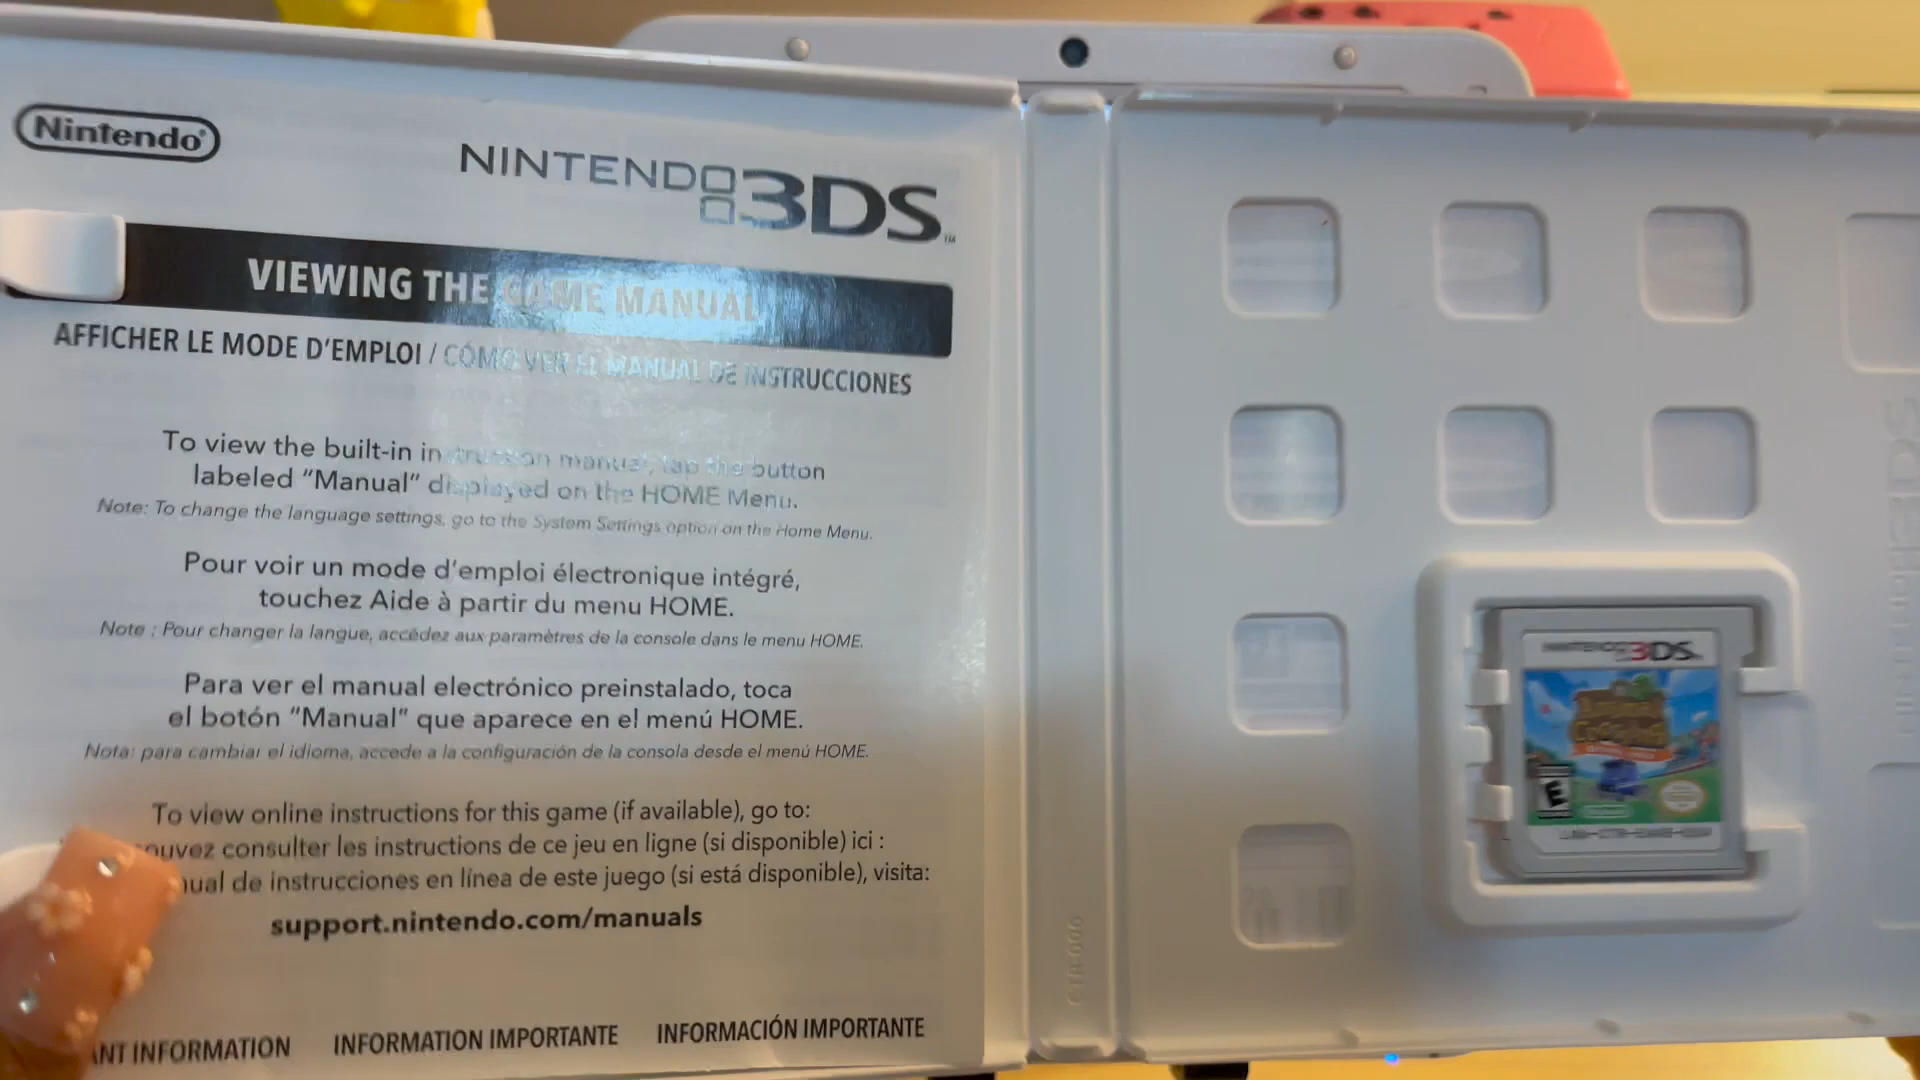 Nintendo®
NINTENDO 3DS™
VIEWING THE GAME MANUAL
AFFICHER LE MODE D'EMPLOI / CÓMO VER EL MANUAL DE INSTRUCCIONES
To view the built-in instruction manual, tap the button
labeled "Manual" displayed on the HOME Menu.
Note: To change the language settings, go to the System Settings option on the Home Menu.
Pour voir un mode d'emploi électronique intégré,
touchez Aide à partir du menu HOME.
Note : Pour changer la langue, accédez aux paramètres de la console dans le menu HOME.
Para ver el manual electrónico preinstalado, toca
el botón "Manual" que aparece en el menú HOME.
Nota: para cambiar el idioma, accede a la configuración de la consola desde el menú HOME.
To view online instructions for this game (if available), go to:
ouvez consulter les instructions de ce jeu en ligne (si disponible) ici :
ual de instrucciones en línea de este juego (si está disponible), visita:
support.nintendo.com/manuals
ANT INFORMATION INFORMATION IMPORTANTE INFORMACIÓN IMPORTANTE
CTR-006
NINTENDO 3DS
NINTENDO 3DS
Animal Crossing
E